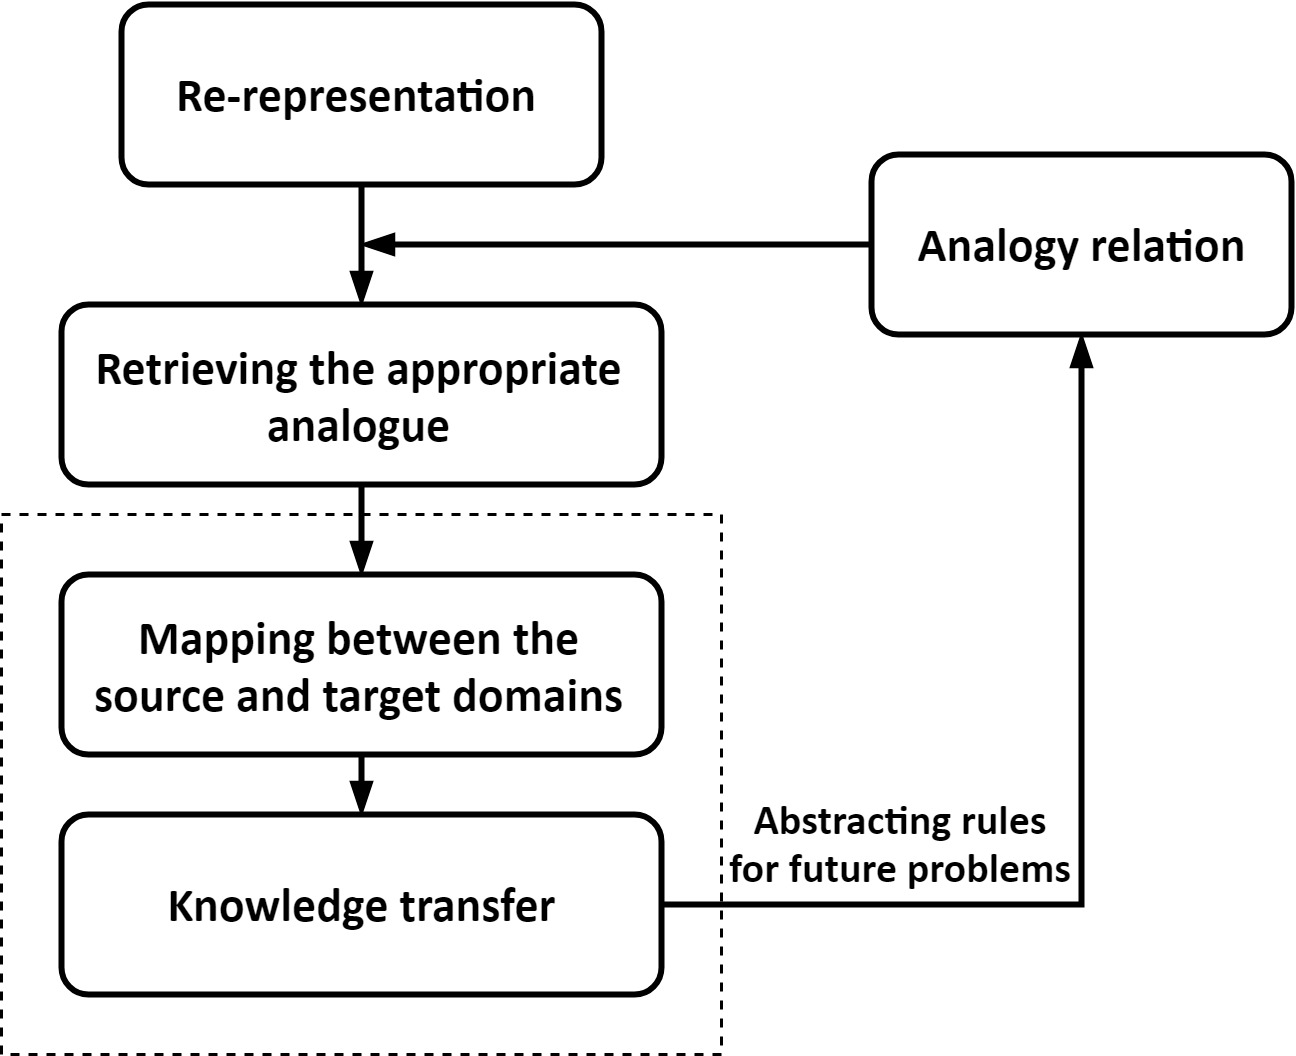 Re-representation
Analogy relation
Retrieving the appropriate
analogue
Mapping between the
source and target domains
Abstracting rules
for future problems
Knowledge transfer